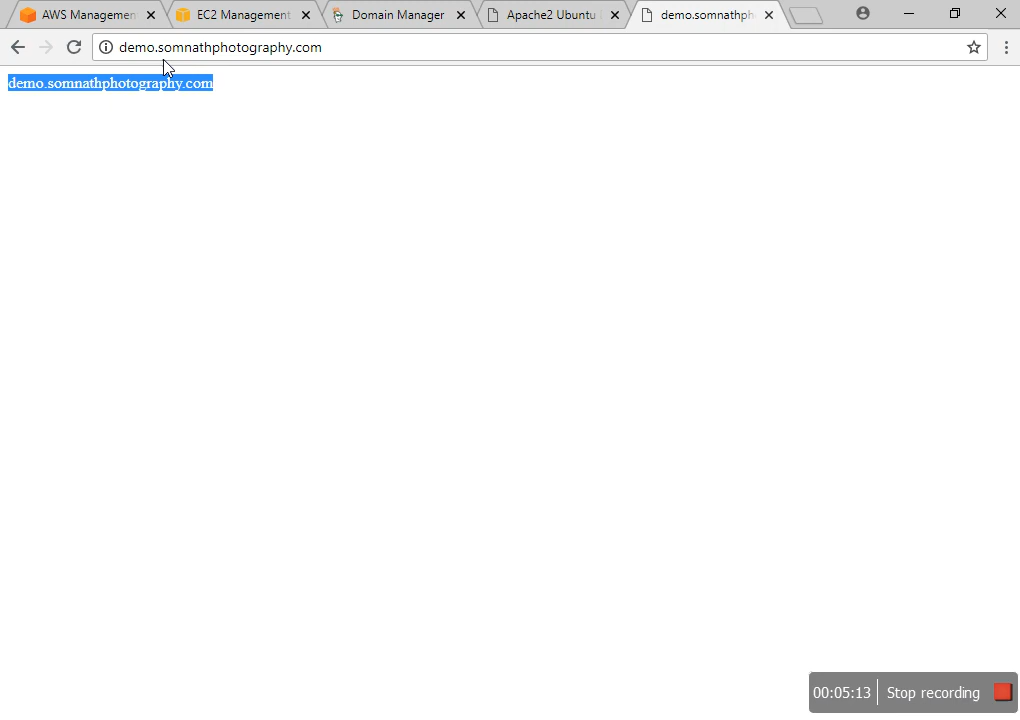 AWS Managemen
EC2 Management
Domain Manager
Apache2 Ubuntu
demo.somnathph
demo.somnathphotography.com
demo.somnathphotography.com
00:05:13 Stop recording